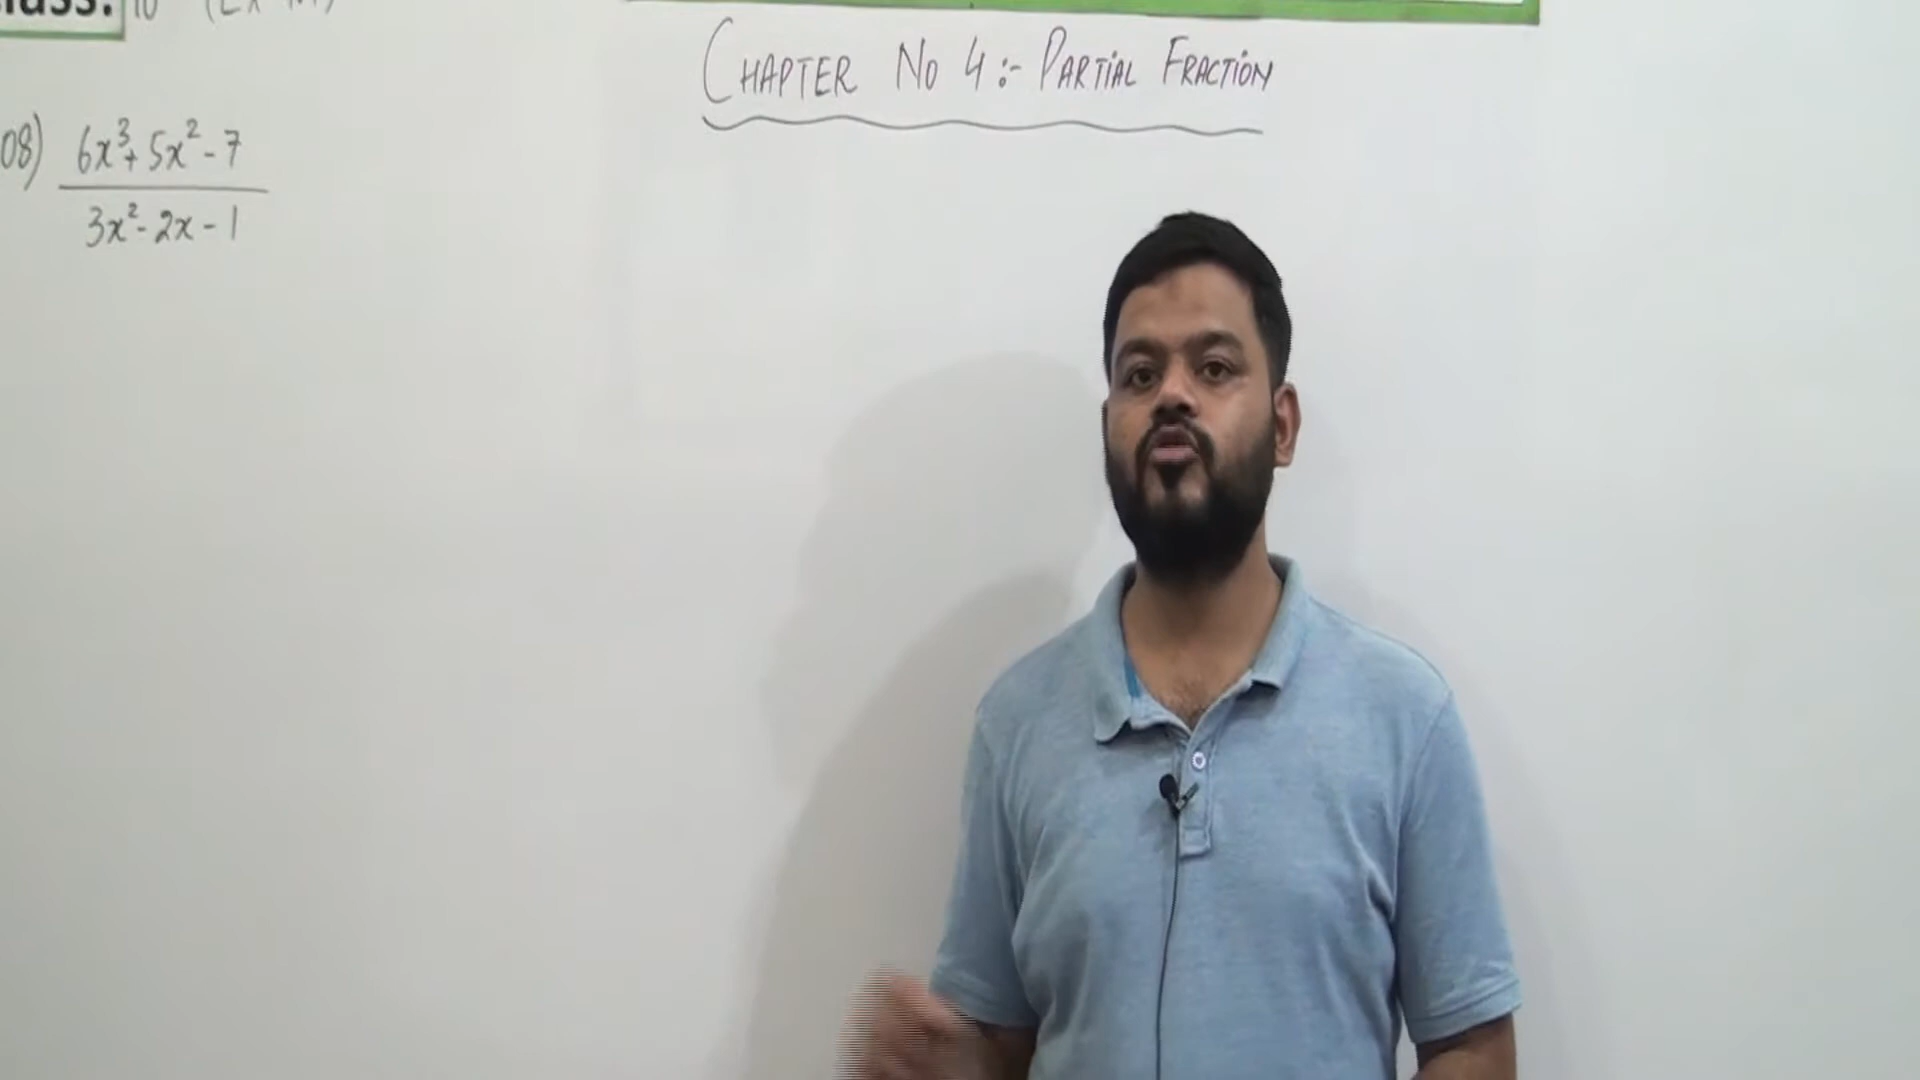 CHAPTER NO 4:- PARTIAL FRACTION
08) 6x³ + 5x² - 7
3x² - 2x - 1